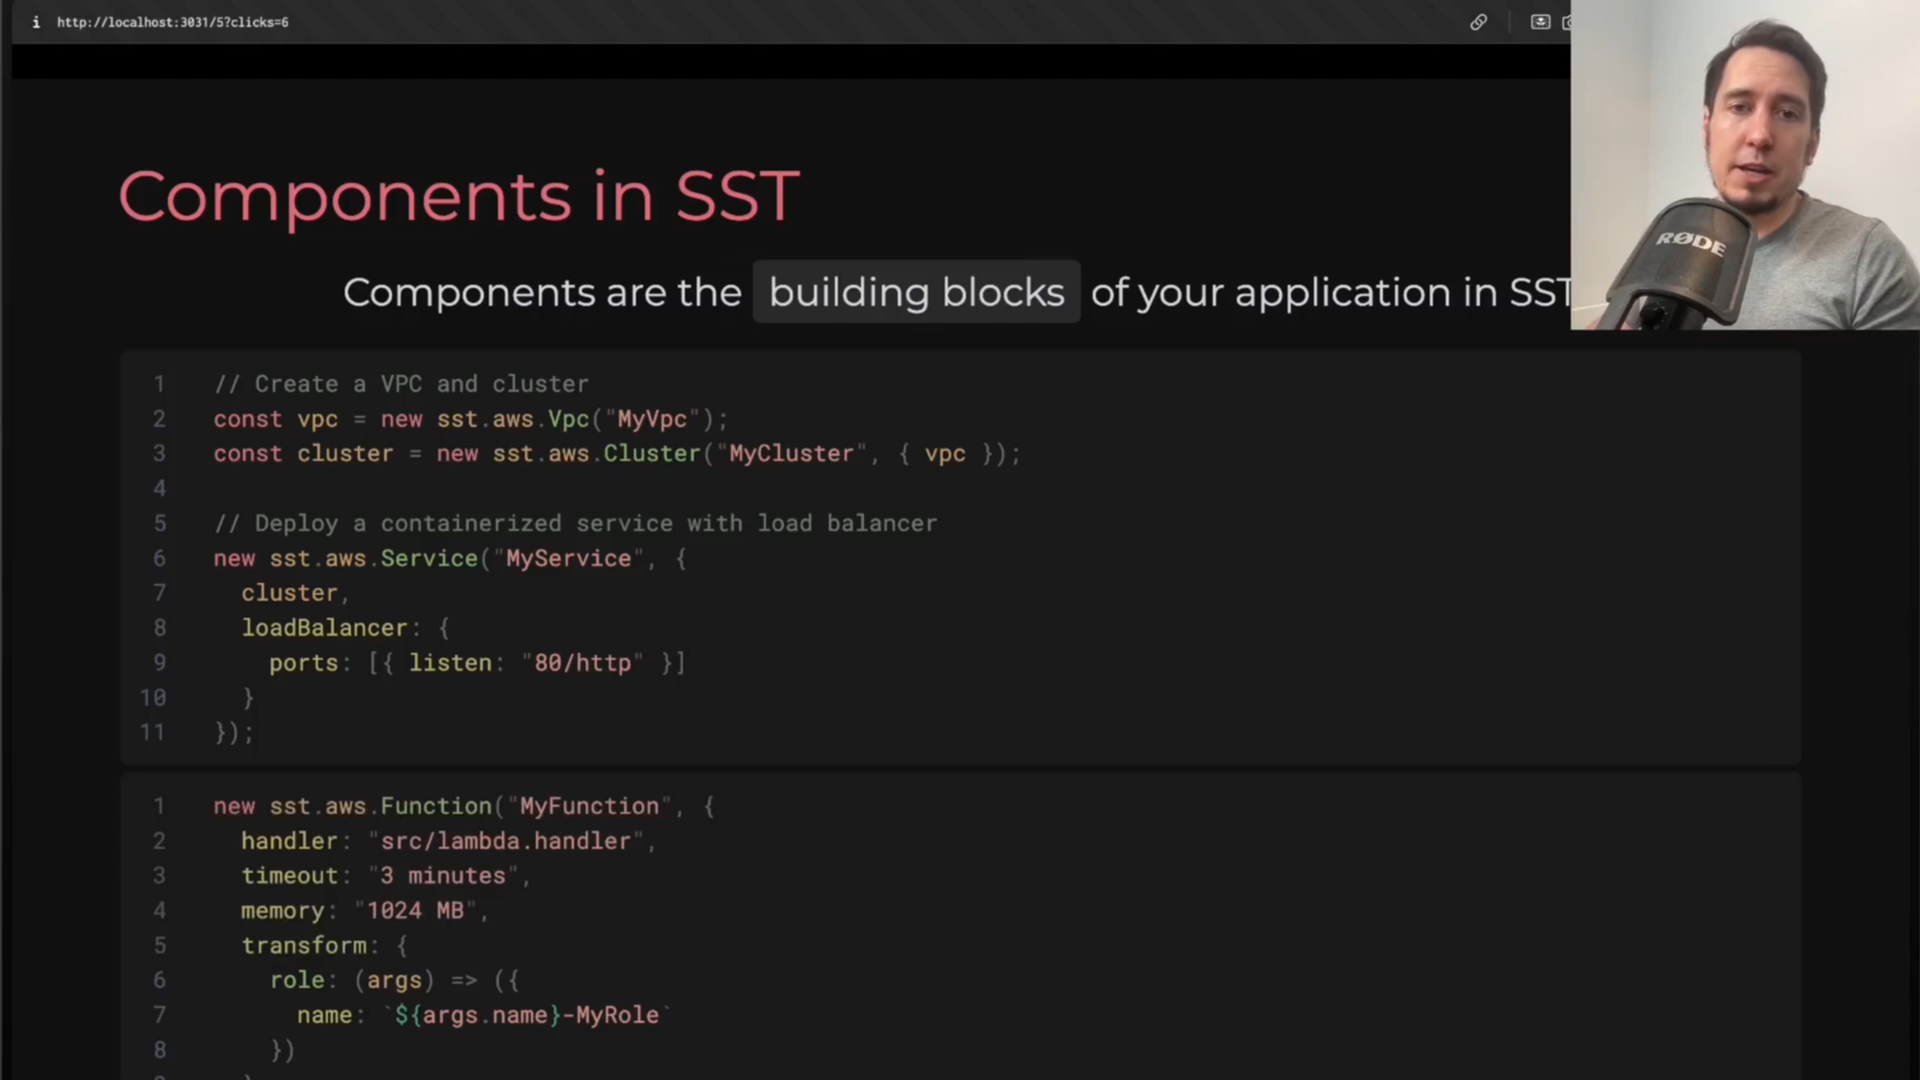 http://localhost:3031/5?clicks=6
RØDE
Components in SST
Components are the building blocks of your application in SST
1 // Create a VPC and cluster
2 const vpc = new sst.aws.Vpc("MyVpc");
3 const cluster = new sst.aws.Cluster("MyCluster", { vpc });
4
5 // Deploy a containerized service with load balancer
6 new sst.aws.Service("MyService", {
7 cluster,
8 loadBalancer: {
9 ports: [{ listen: "80/http" }]
10 }
11 });
1 new sst.aws.Function("MyFunction", {
2 handler: "src/lambda.handler",
3 timeout: "3 minutes",
4 memory: "1024 MB",
5 transform: {
6 role: (args) => ({
7 name: `${args.name}-MyRole`
8 })